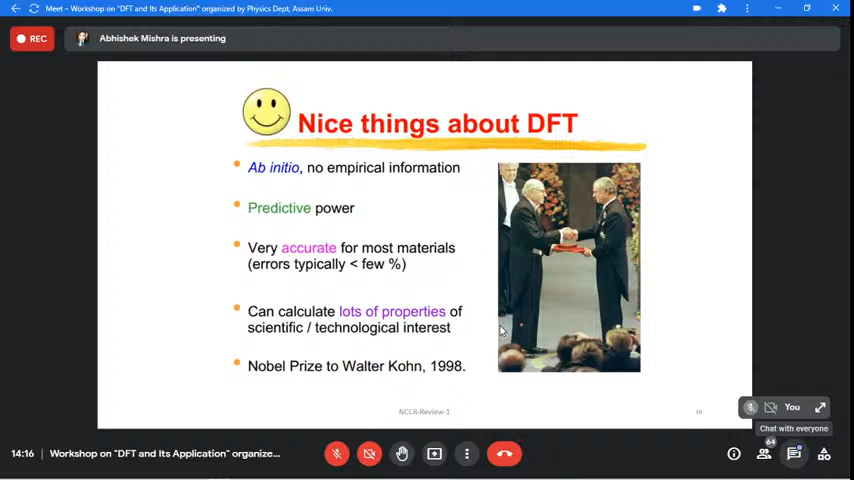 Meet – Workshop on "DFT and Its Application" organized by Physics Dept, Assam Univ.
REC
Abhishek Mishra is presenting
Nice things about DFT
Ab initio, no empirical information
Predictive power
Very accurate for most materials
(errors typically < few %)
Can calculate lots of properties of
scientific / technological interest
Nobel Prize to Walter Kohn, 1998.
NCCR-Review-1
16
You
Chat with everyone
64
14:16 Workshop on "DFT and Its Application" organize...